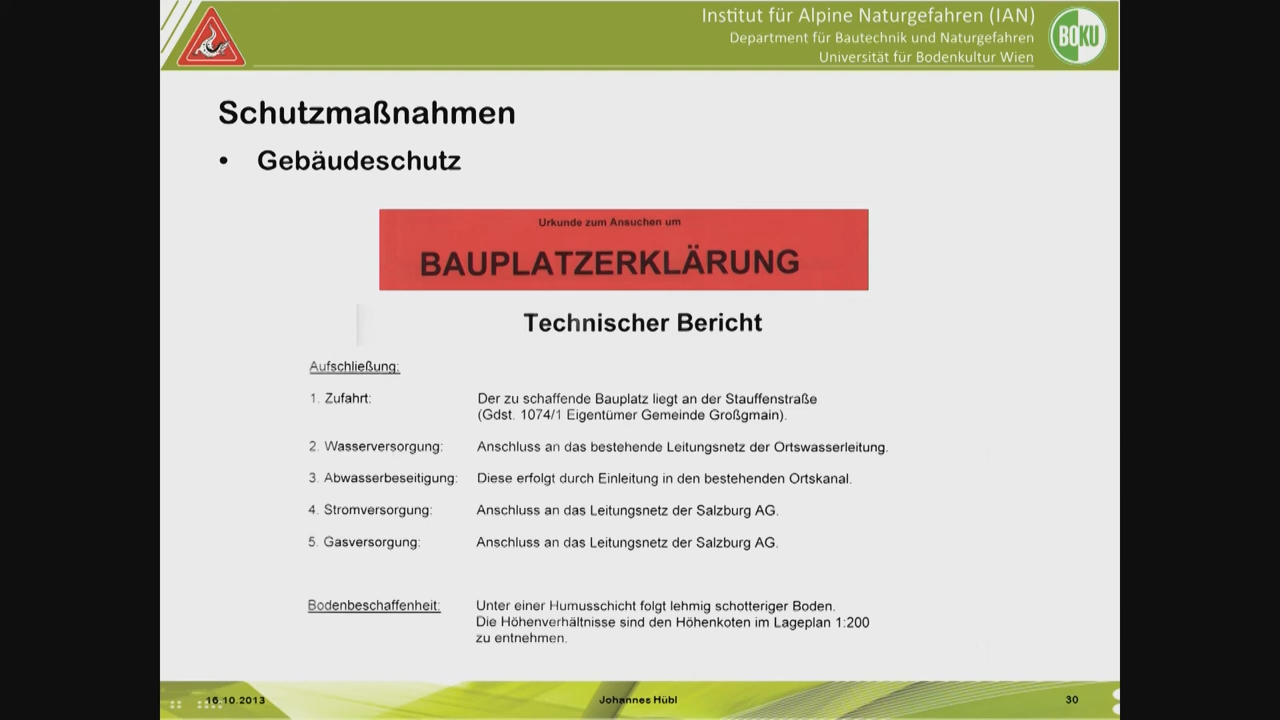 Institut für Alpine Naturgefahren (IAN)
Department für Bautechnik und Naturgefahren
Universität für Bodenkultur Wien
BOKU
Schutzmaßnahmen
• Gebäudeschutz
Urkunde zum Ansuchen um
BAUPLATZERKLÄRUNG
Technischer Bericht
Aufschließung:
1. Zufahrt: Der zu schaffende Bauplatz liegt an der Stauffenstraße
(Gdst. 1074/1 Eigentümer Gemeinde Großgmain).
2. Wasserversorgung: Anschluss an das bestehende Leitungsnetz der Ortswasserleitung.
3. Abwasserbeseitigung: Diese erfolgt durch Einleitung in den bestehenden Ortskanal.
4. Stromversorgung: Anschluss an das Leitungsnetz der Salzburg AG.
5. Gasversorgung: Anschluss an das Leitungsnetz der Salzburg AG.
Bodenbeschaffenheit: Unter einer Humusschicht folgt lehmig schotteriger Boden.
Die Höhenverhältnisse sind den Höhenkoten im Lageplan 1:200
zu entnehmen.
16.10.2013 Johannes Hübl 30